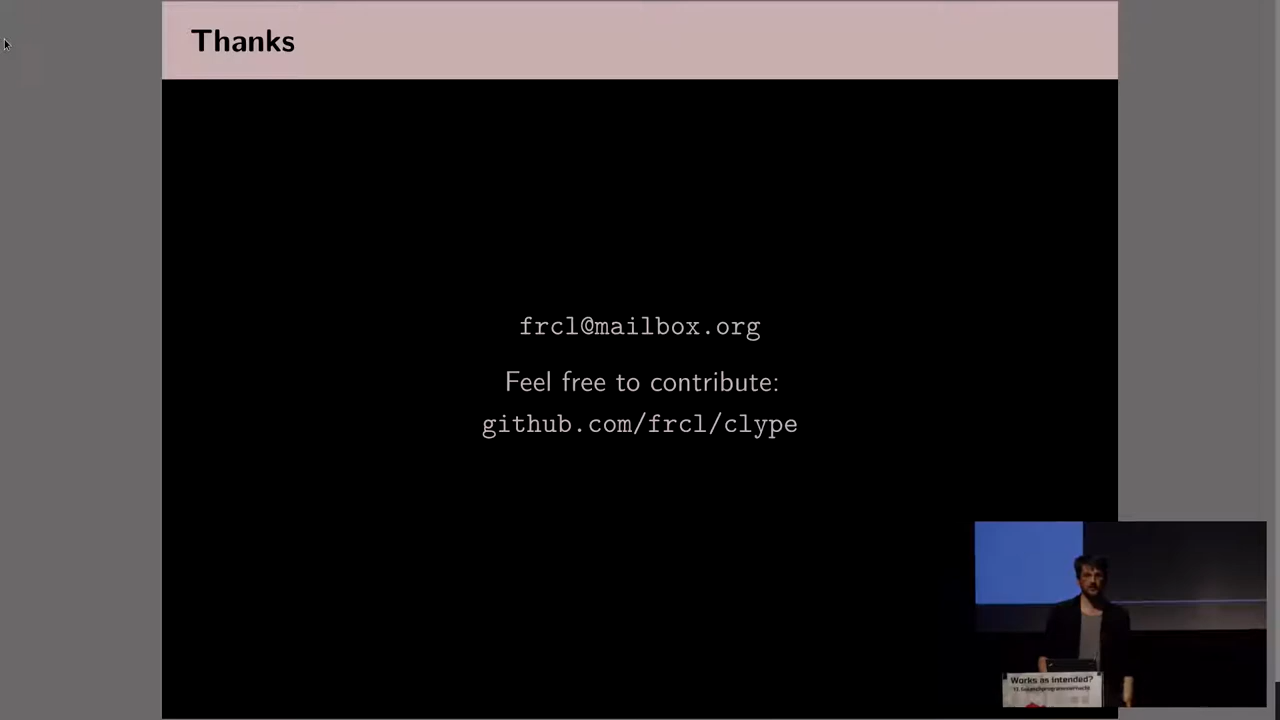 Thanks
frcl@mailbox.org
Feel free to contribute:
github.com/frcl/clype
Works as intended?